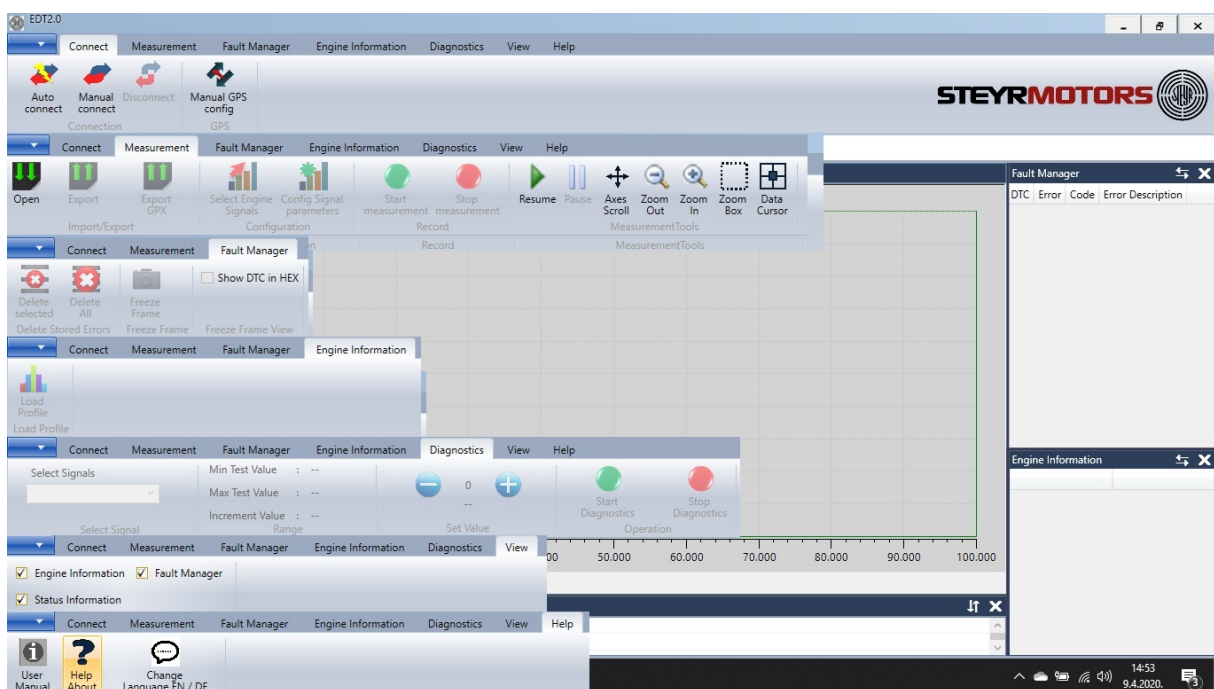 EDT2.0
Connect Measurement Fault Manager Engine Information Diagnostics View Help
Auto connect
Manual connect
Disconnect
Manual GPS config
Connection
GPS
STEYRMOTORS
Connect Measurement Fault Manager Engine Information Diagnostics View Help
Open
Export
Export GPX
Select Engine Signals
Config Signal parameters
Start measurement
Stop measurement
Resume
Pause
Axes Scroll
Zoom Out
Zoom In
Zoom Box
Data Cursor
Import/Export
Configuration
Record
MeasurementTools
Record
MeasurementTools
Fault Manager
DTC Error Code Error Description
Connect Measurement Fault Manager
Delete selected
Delete All
Freeze Frame
Show DTC in HEX
Delete Stored Errors
Freeze Frame
Freeze Frame View
Connect Measurement Fault Manager Engine Information
Load Profile
Load Profile
Connect Measurement Fault Manager Engine Information Diagnostics View Help
Select Signals
Min Test Value : --
Max Test Value : --
Increment Value : --
0
--
Start Diagnostics
Stop Diagnostics
Select Signal
Range
Set Value
Operation
Engine Information
50.000 60.000 70.000 80.000 90.000 100.000
Connect Measurement Fault Manager Engine Information Diagnostics View
Engine Information Fault Manager
Status Information
Connect Measurement Fault Manager Engine Information Diagnostics View Help
User Manual
Help About
Change Language EN / DE
14:53
9.4.2020.
3